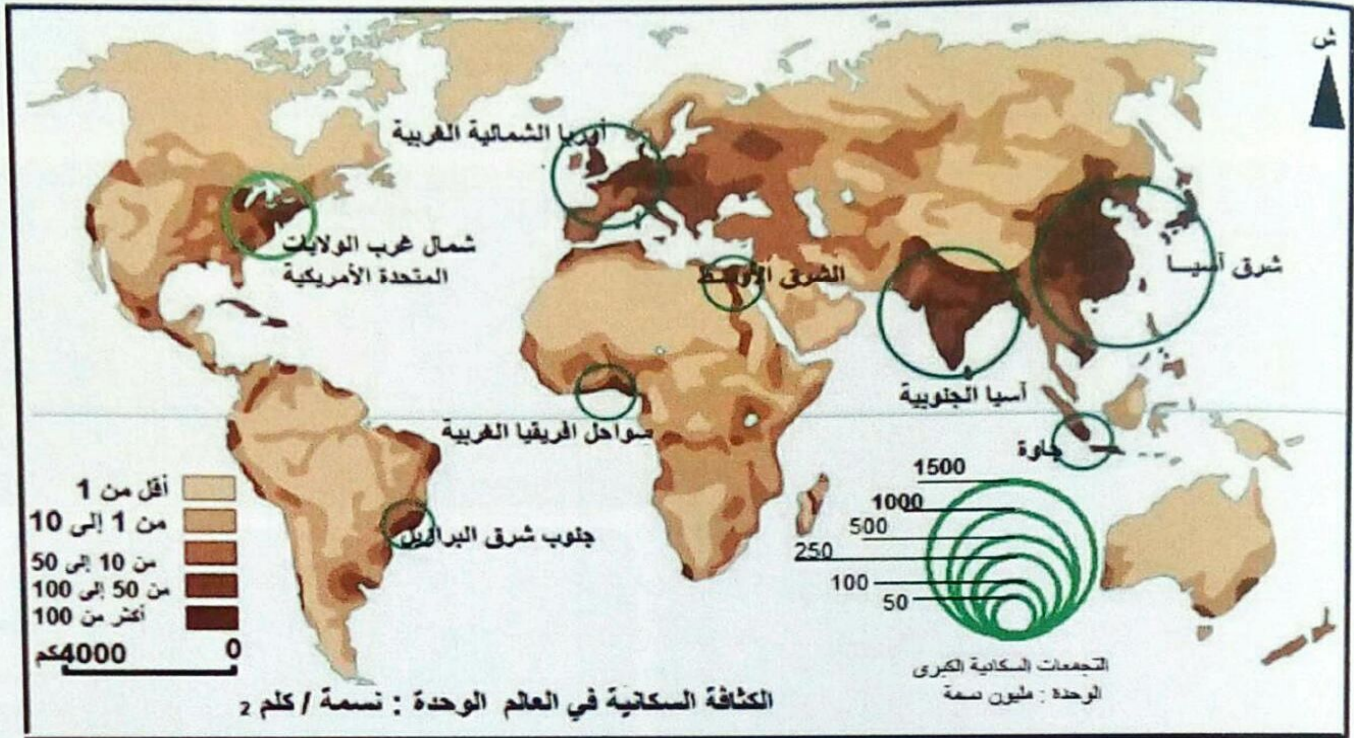 ش
أوربا الشمالية الغربية
شمال غرب الولايات
المتحدة الأمريكية
الشرق الأوسط
شرق آسيا
آسيا الجنوبية
سواحل افريقيا الغربية
جاوة
جنوب شرق البرازيل
أقل من 1
من 1 إلى 10
من 10 إلى 50
من 50 إلى 100
أكثر من 100
0 4000كم
1500
1000
500
250
100
50
التجمعات السكانية الكبرى
الوحدة : مليون نسمة
الكثافة السكانية في العالم الوحدة : نسمة / كلم 2